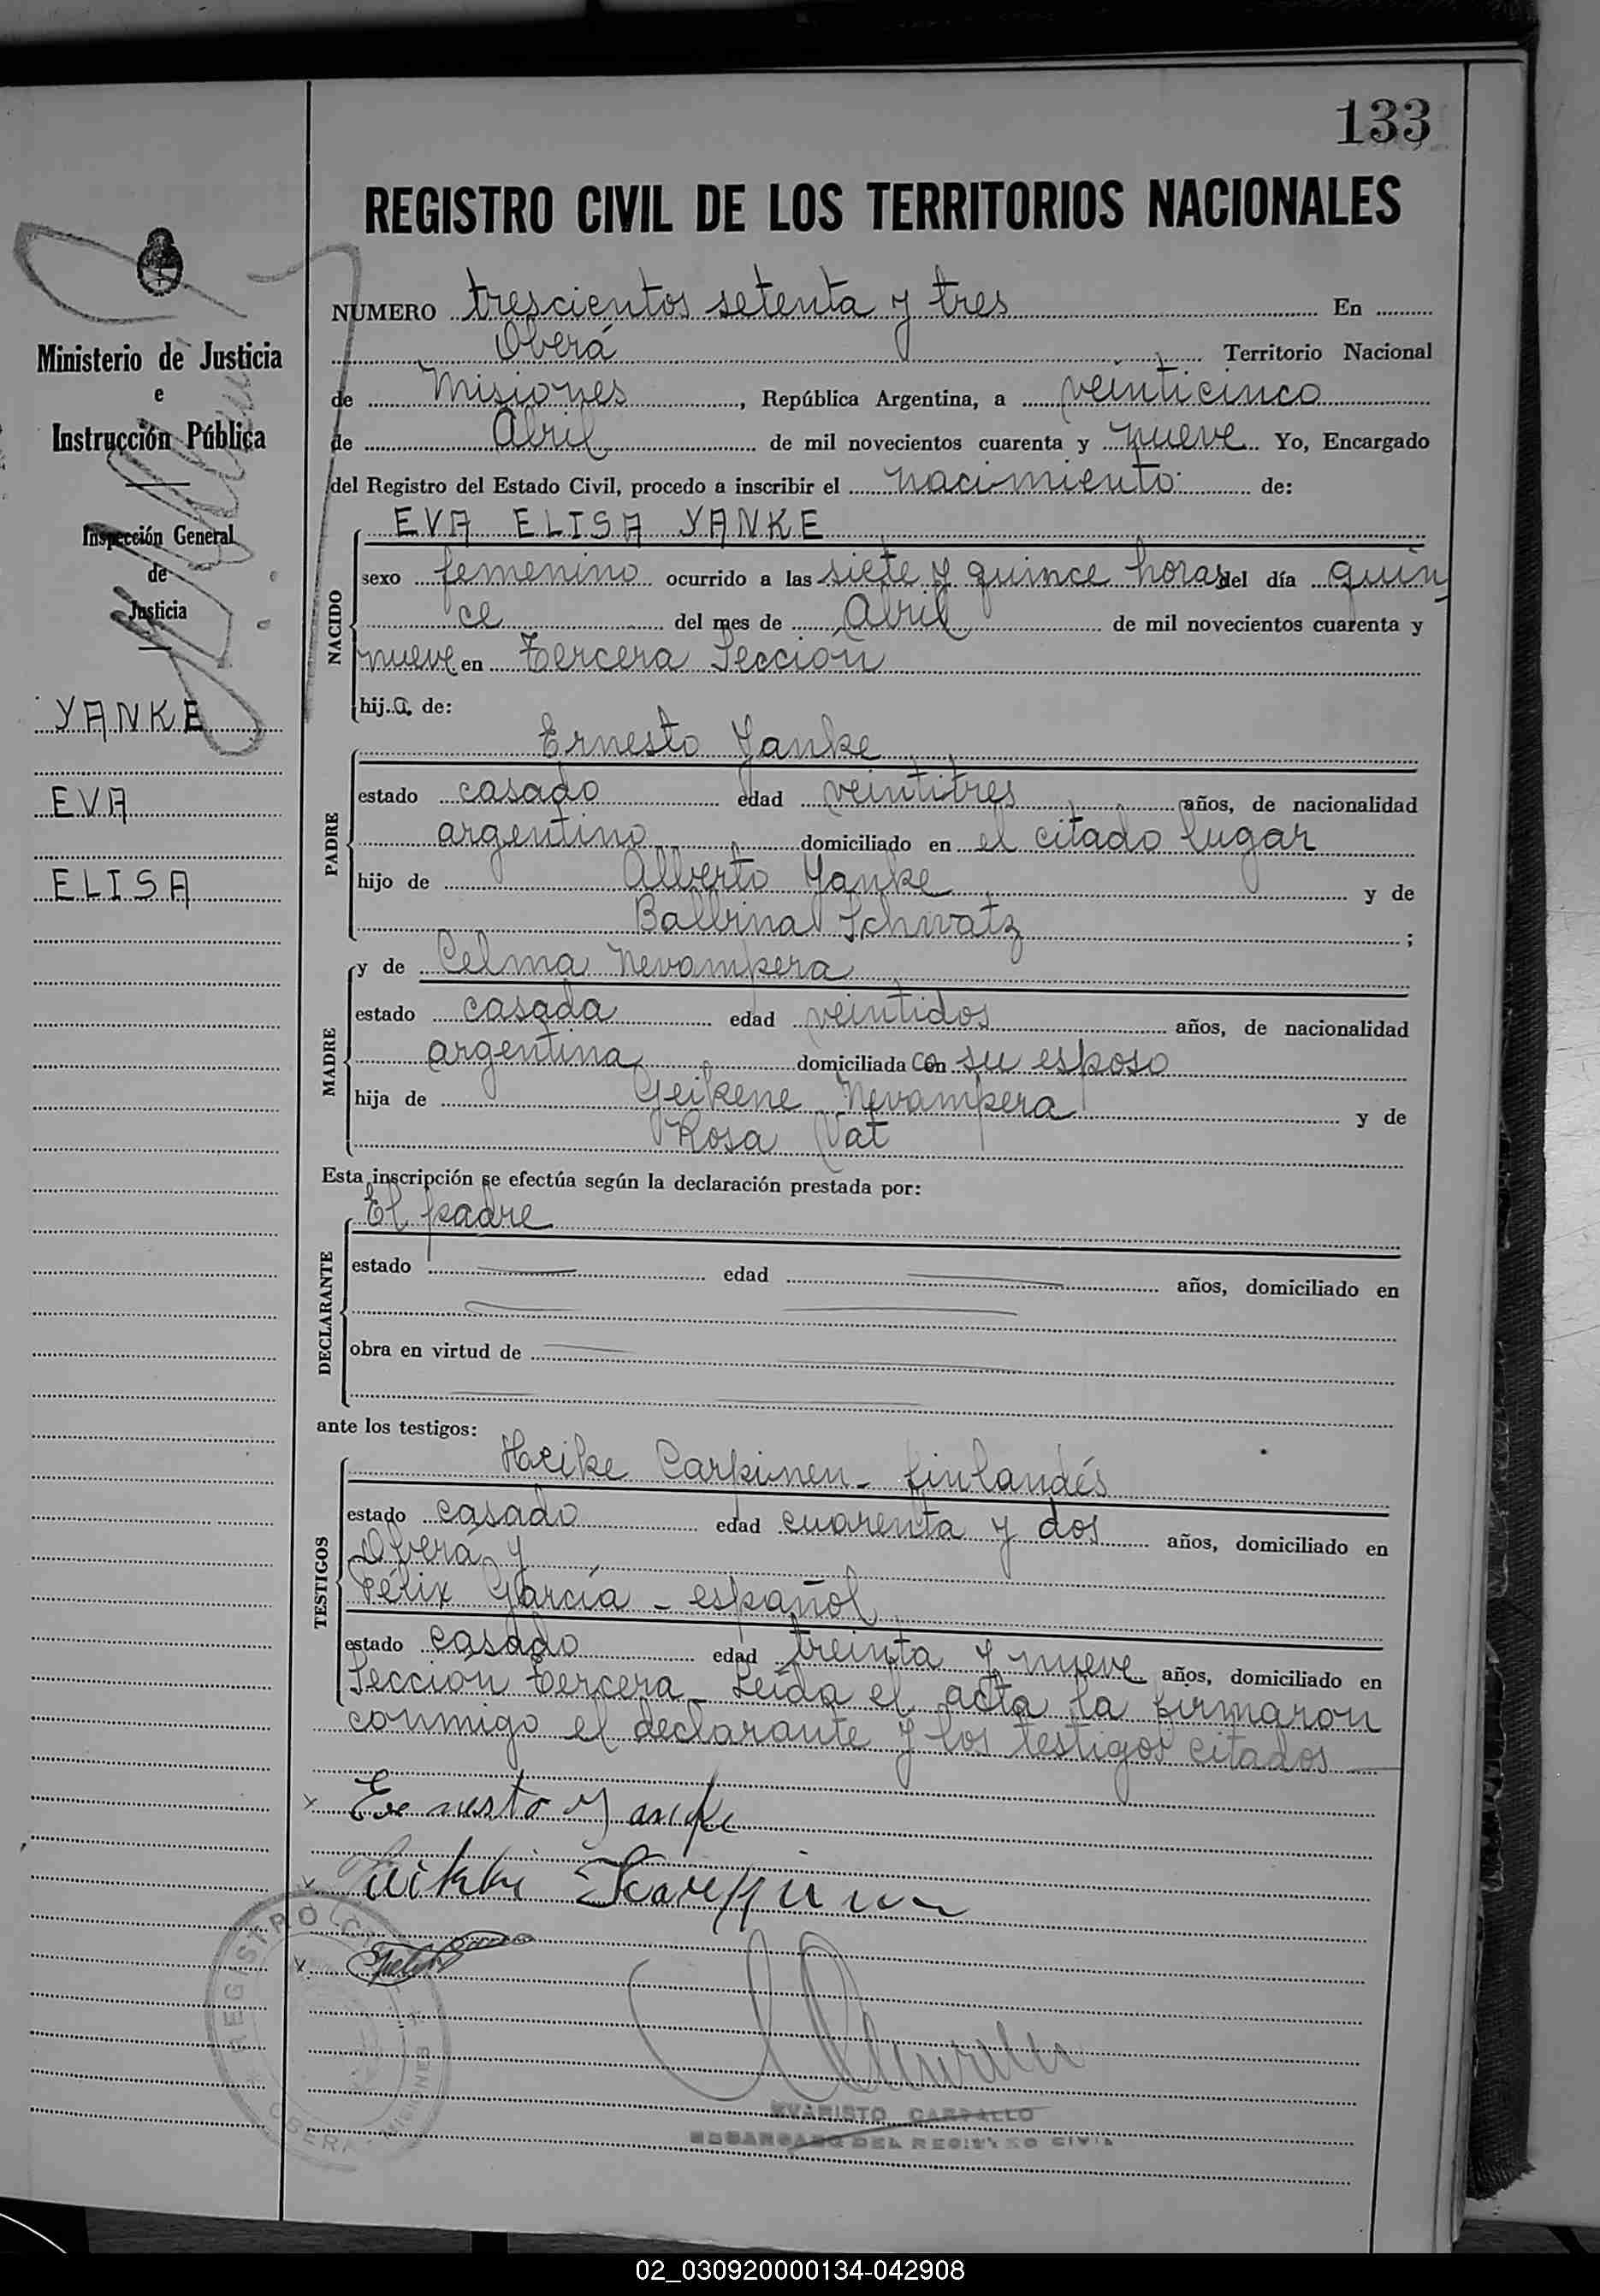 133
REGISTRO CIVIL DE LOS TERRITORIOS NACIONALES
Ministerio de Justicia
e
Instrucción Pública
Inspección General
de
Justicia
YANKE
EVA
ELISA
NUMERO trescientos setenta y tres En
Oberá Territorio Nacional
de Misiones, República Argentina, a veinticinco
de Abril de mil novecientos cuarenta y nueve Yo, Encargado
del Registro del Estado Civil, procedo a inscribir el nacimiento de:
NACIDO
EVA ELISA YANKE
sexo femenino ocurrido a las siete y quince horas del día quin
ce del mes de Abril de mil novecientos cuarenta y
nueve en Tercera Sección
hija de:
PADRE
Ernesto Yanke
estado casado edad veintitres años, de nacionalidad
argentino domiciliado en el citado lugar
hijo de Alberto Yanke y de
Balbina Schwatz ;
MADRE
y de Celma Nevampera
estado casada edad veintidos años, de nacionalidad
argentina domiciliada con su esposo
hija de Yeikene Nevampera y de
Rosa Vat
Esta inscripción se efectúa según la declaración prestada por:
DECLARANTE
El padre
estado edad años, domiciliado en
obra en virtud de
ante los testigos:
TESTIGOS
Heike Carpinen - finlandés
estado casado edad cuarenta y dos años, domiciliado en
Oberá y
Félix García - español
estado casado edad treinta y nueve años, domiciliado en
Sección Tercera - Leída el acta la firmaron
conmigo el declarante y los testigos citados
x Ernesto Yanke
x
x
REGISTRO CIVIL
OBERA MISIONES
EVARISTO CARBALLO
ENCARGADO DEL REGISTRO CIVIL
02_030920000134-042908